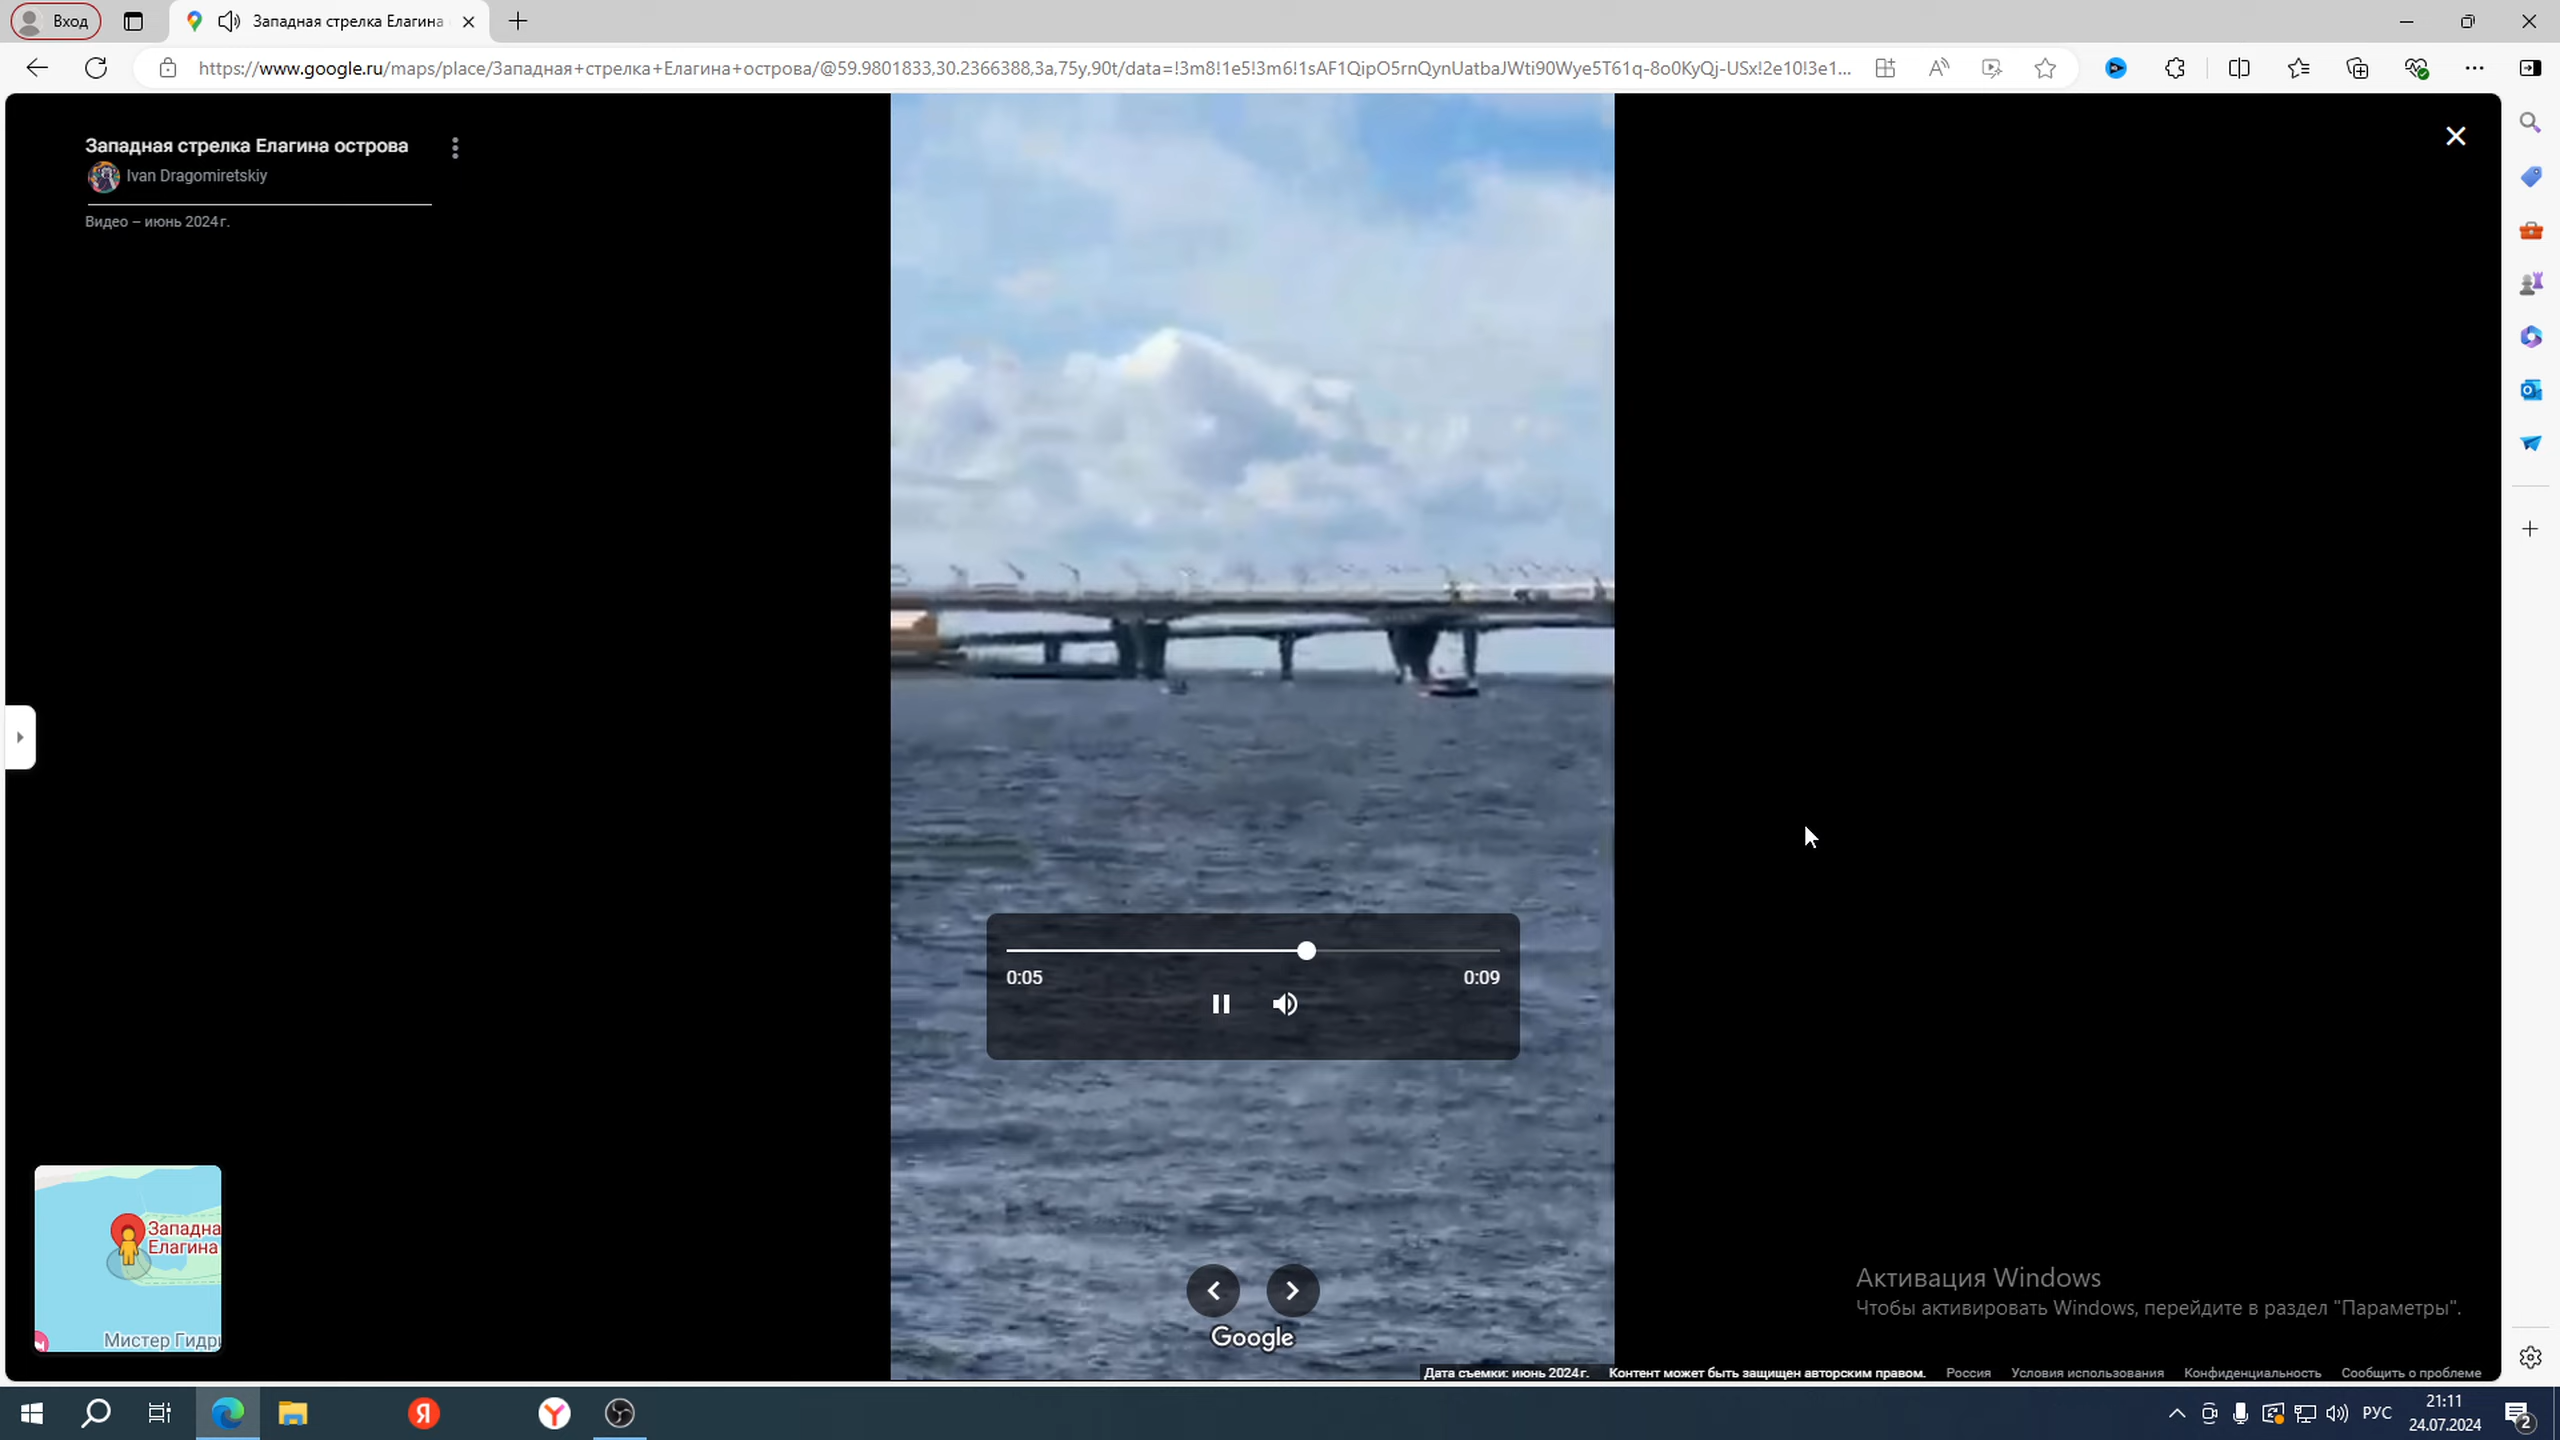 Вход
Западная стрелка Елагина
https://www.google.ru/maps/place/Западная+стрелка+Елагина+острова/@59.9801833,30.2366388,3a,75y,90t/data=!3m8!1e5!3m6!1sAF1QipO5rnQynUatbaJWti90Wye5T61q-8o0KyQj-USx!2e10!3e1...
Западная стрелка Елагина острова
Ivan Dragomiretskiy
Видео – июнь 2024 г.
0:05
0:09
Западна
Елагина
Мистер Гидри
Google
Активация Windows
Чтобы активировать Windows, перейдите в раздел "Параметры".
Дата съемки: июнь 2024 г. Контент может быть защищен авторским правом. Россия Условия использования Конфиденциальность Сообщить о проблеме
РУС
21:11
24.07.2024
2